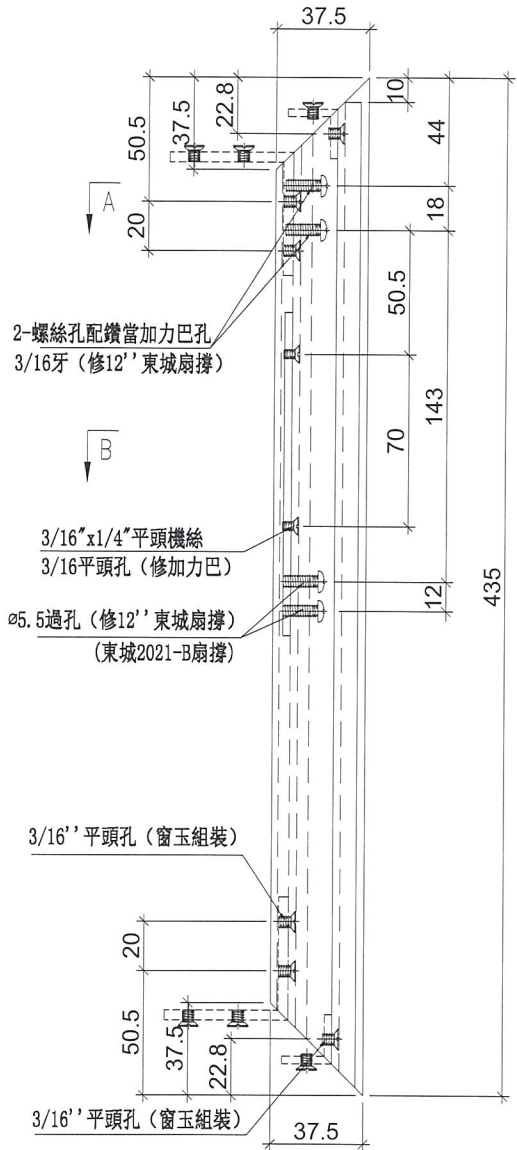 37.5
10
22.8
37.5
50.5
44
A
20
18
50.5
2-螺絲孔配鑽當加力巴孔
3/16牙（修12''東城扇撐）
143
B
70
3/16"x1/4"平頭機絲
3/16平頭孔（修加力巴）
435
12
ø5.5過孔（修12''東城扇撐）
(東城2021-B扇撐)
3/16''平頭孔（窗玉組裝）
20
50.5
37.5
22.8
3/16''平頭孔（窗玉組裝）
37.5